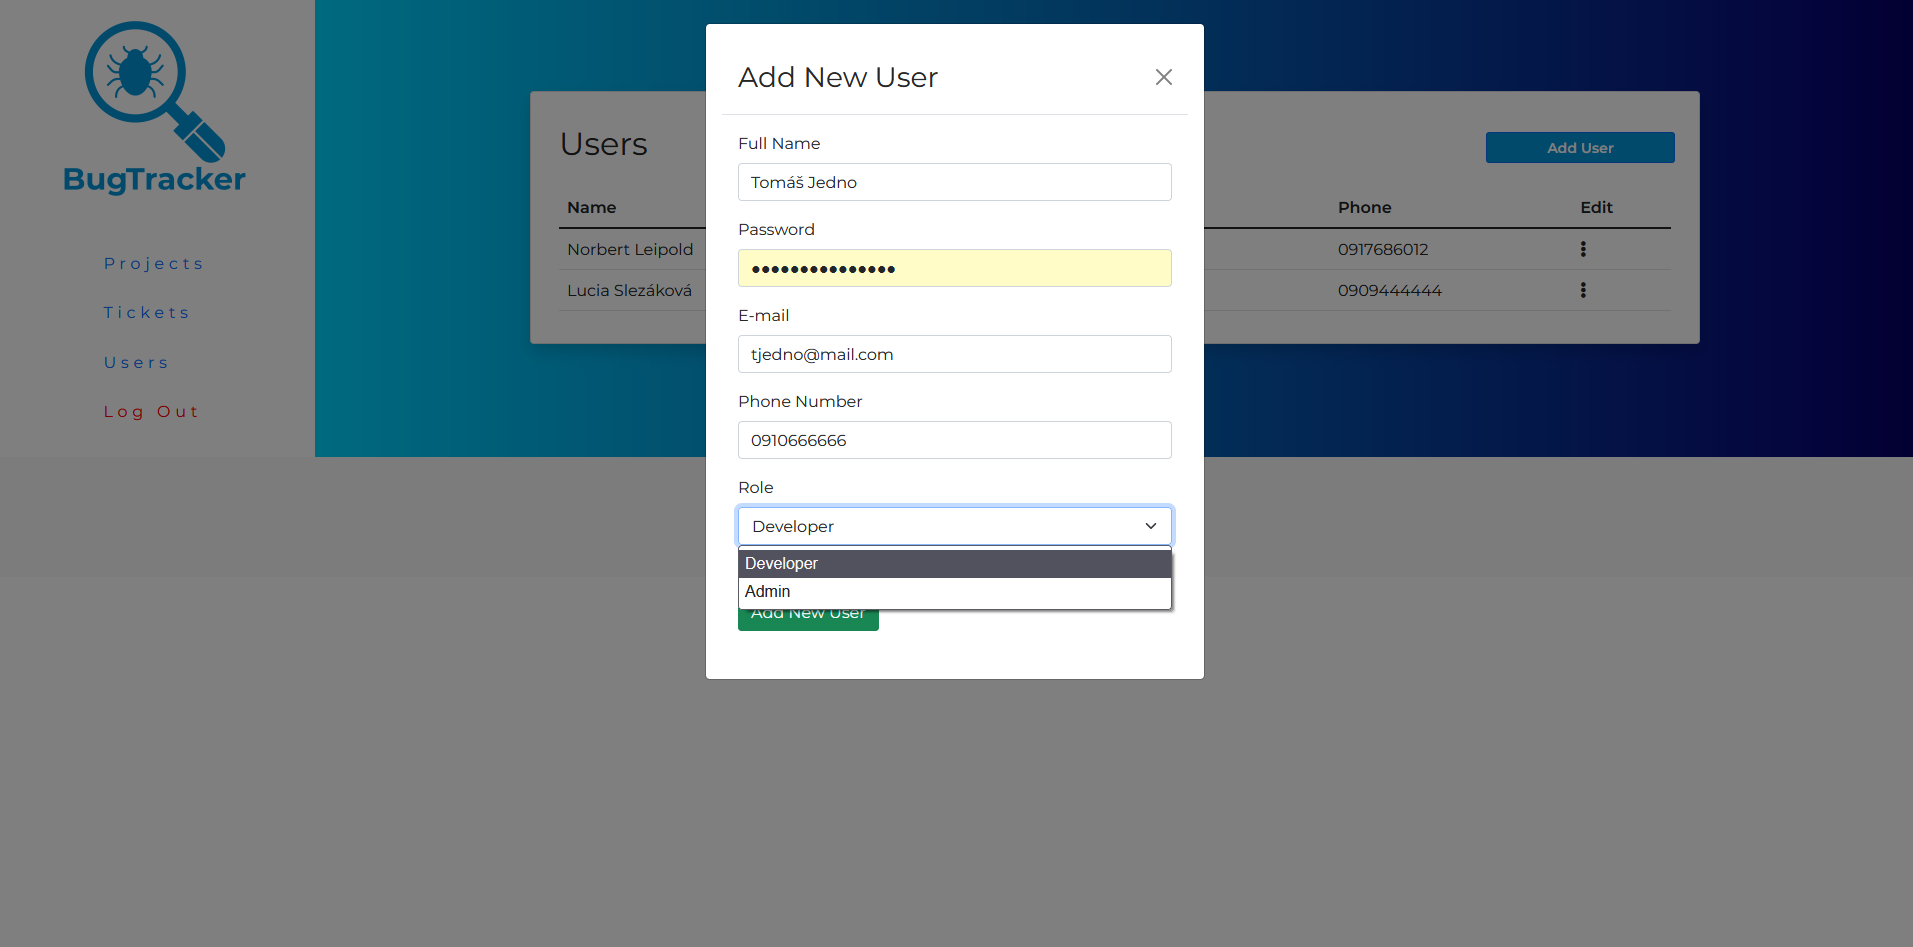 BugTracker
Projects
Tickets
Users
Log Out
Users
Add User
Name Phone Edit
Norbert Leipold 0917686012
Lucia Slezáková 0909444444
Add New User
Full Name
Tomáš Jedno
Password
E-mail
tjedno@mail.com
Phone Number
0910666666
Role
Developer
Developer
Admin
Add New User